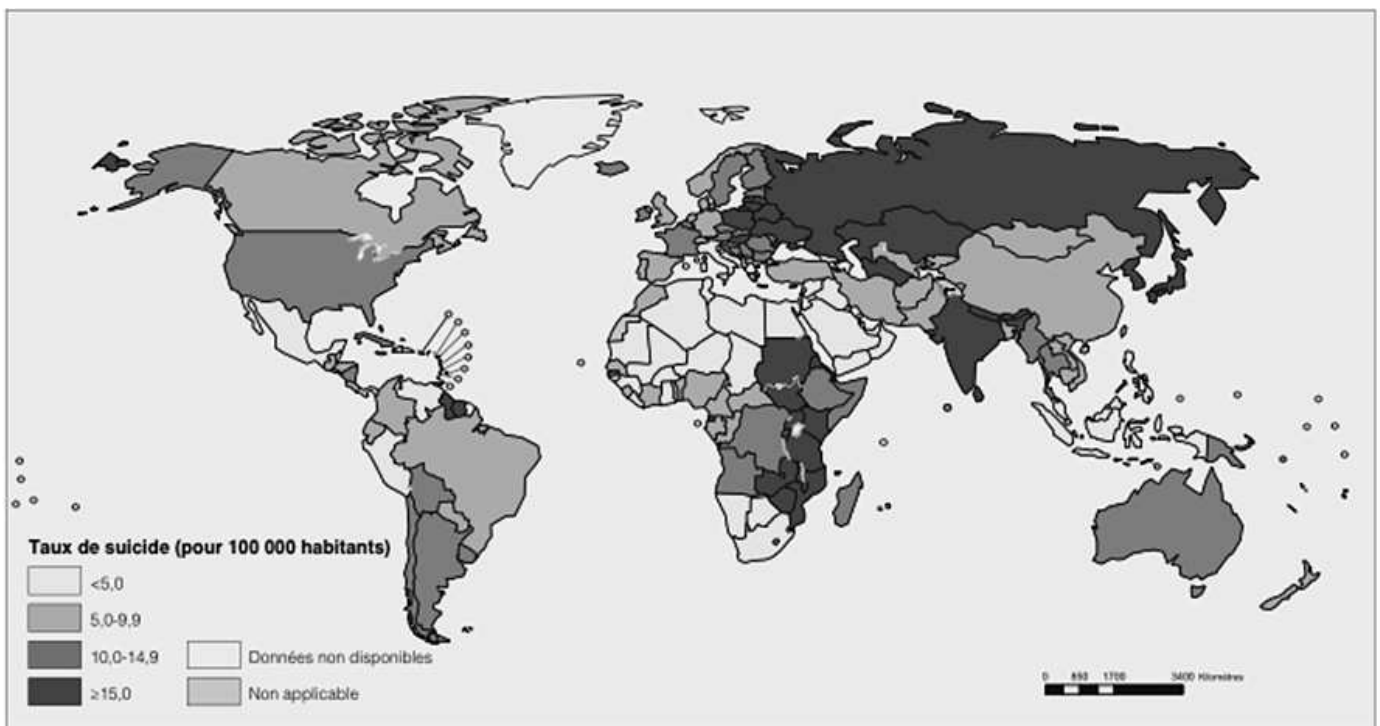 Taux de suicide (pour 100 000 habitants)
<5,0
5,0-9,9
10,0-14,9
≥15,0
Données non disponibles
Non applicable
0 850 1700 3400 Kilomètres